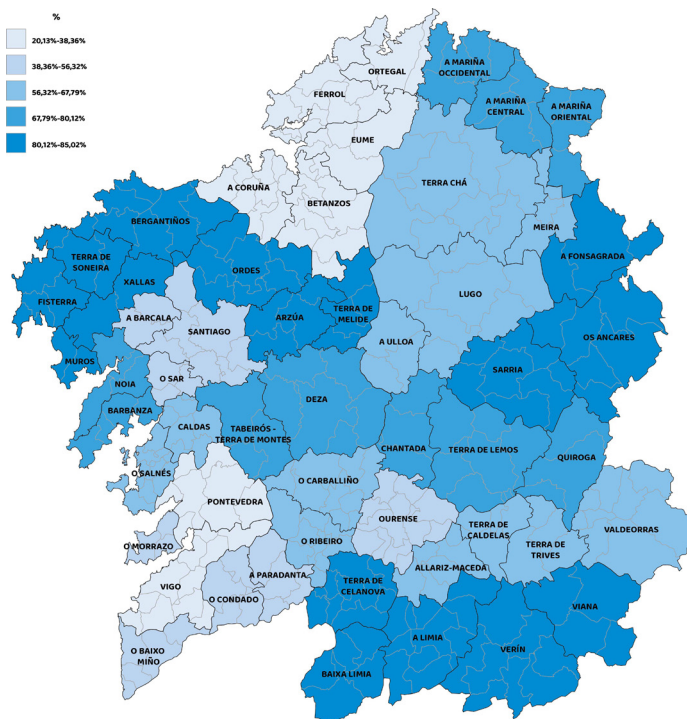 %
20,13%-38,36%
38,36%-56,32%
56,32%-67,79%
67,79%-80,12%
80,12%-85,02%
A MARIÑA
OCCIDENTAL
ORTEGAL
FERROL
A MARIÑA
CENTRAL
A MARIÑA
ORIENTAL
EUME
A CORUÑA
TERRA CHÁ
BETANZOS
BERGANTIÑOS
MEIRA
TERRA DE
SONEIRA
A FONSAGRADA
ORDES
XALLAS
LUGO
FISTERRA
A BARCALA
ARZÚA
TERRA DE
MELIDE
SANTIAGO
OS ANCARES
A ULLOA
MUROS
SARRIA
NOIA
O SAR
DEZA
BARBANZA
CALDAS
TABEIRÓS -
TERRA DE MONTES
CHANTADA
TERRA DE LEMOS
QUIROGA
O SALNÉS
O CARBALLIÑO
PONTEVEDRA
OURENSE
TERRA DE
CALDELAS
VALDEORRAS
O MORRAZO
O RIBEIRO
TERRA DE
TRIVES
ALLARIZ-MACEDA
A PARADANTA
TERRA DE
CELANOVA
VIGO
O CONDADO
VIANA
A LIMIA
VERÍN
O BAIXO
MIÑO
BAIXA LIMIA